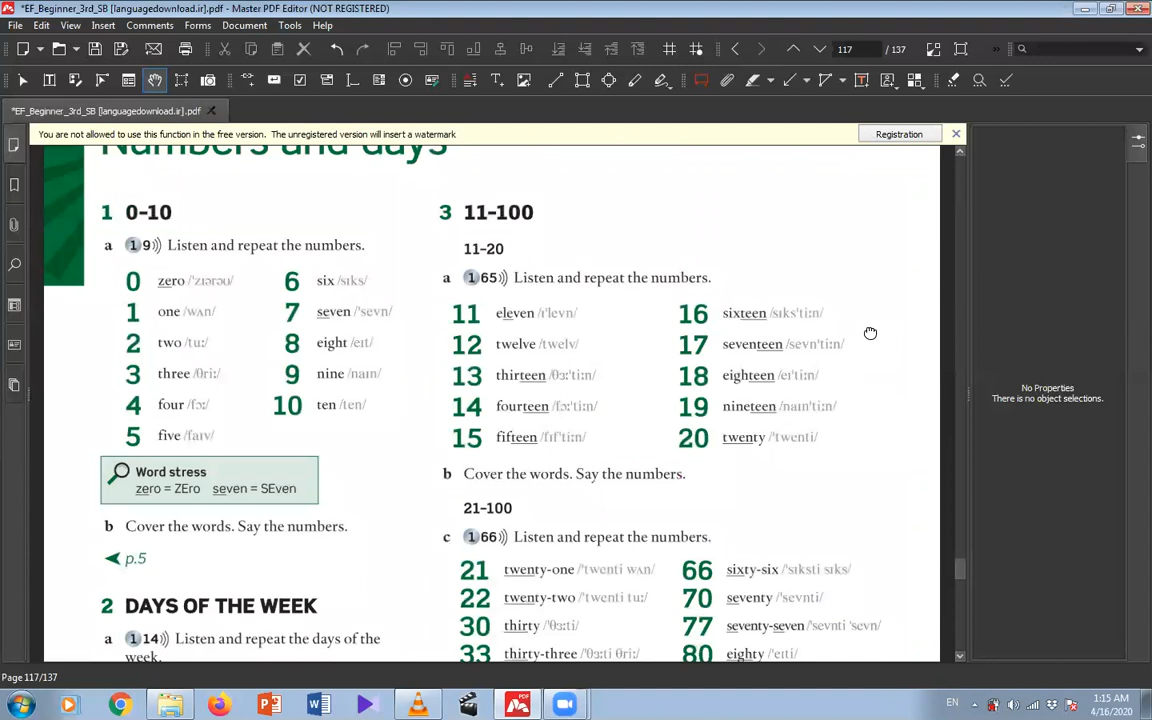 *EF_Beginner_3rd_SB [languagedownload.ir].pdf - Master PDF Editor (NOT REGISTERED)
File Edit View Insert Comments Forms Document Tools Help
117 / 137
*EF_Beginner_3rd_SB [languagedownload.ir].pdf
You are not allowed to use this function in the free version. The unregistered version will insert a watermark
Registration
Numbers and days
1 0–10
a 1 9 Listen and repeat the numbers.
0 zero /ˈzɪərəʊ/
1 one /wʌn/
2 two /tuː/
3 three /θriː/
4 four /fɔː/
5 five /faɪv/
6 six /sɪks/
7 seven /ˈsevn/
8 eight /eɪt/
9 nine /naɪn/
10 ten /ten/
Word stress
zero = ZEro seven = SEven
b Cover the words. Say the numbers.
p.5
2 DAYS OF THE WEEK
a 1 14 Listen and repeat the days of the
week.
3 11–100
11–20
a 1 65 Listen and repeat the numbers.
11 eleven /ɪˈlevn/
12 twelve /twelv/
13 thirteen /θɜːˈtiːn/
14 fourteen /fɔːˈtiːn/
15 fifteen /fɪfˈtiːn/
16 sixteen /sɪksˈtiːn/
17 seventeen /sevnˈtiːn/
18 eighteen /eɪˈtiːn/
19 nineteen /naɪnˈtiːn/
20 twenty /ˈtwenti/
b Cover the words. Say the numbers.
21–100
c 1 66 Listen and repeat the numbers.
21 twenty-one /ˈtwenti wʌn/
22 twenty-two /ˈtwenti tuː/
30 thirty /ˈθɜːti/
33 thirty-three /ˈθɜːti θriː/
66 sixty-six /ˈsɪksti sɪks/
70 seventy /ˈsevnti/
77 seventy-seven /ˈsevnti ˈsevn/
80 eighty /ˈeɪti/
No Properties
There is no object selections.
Page 117/137
EN
1:15 AM
4/16/2020